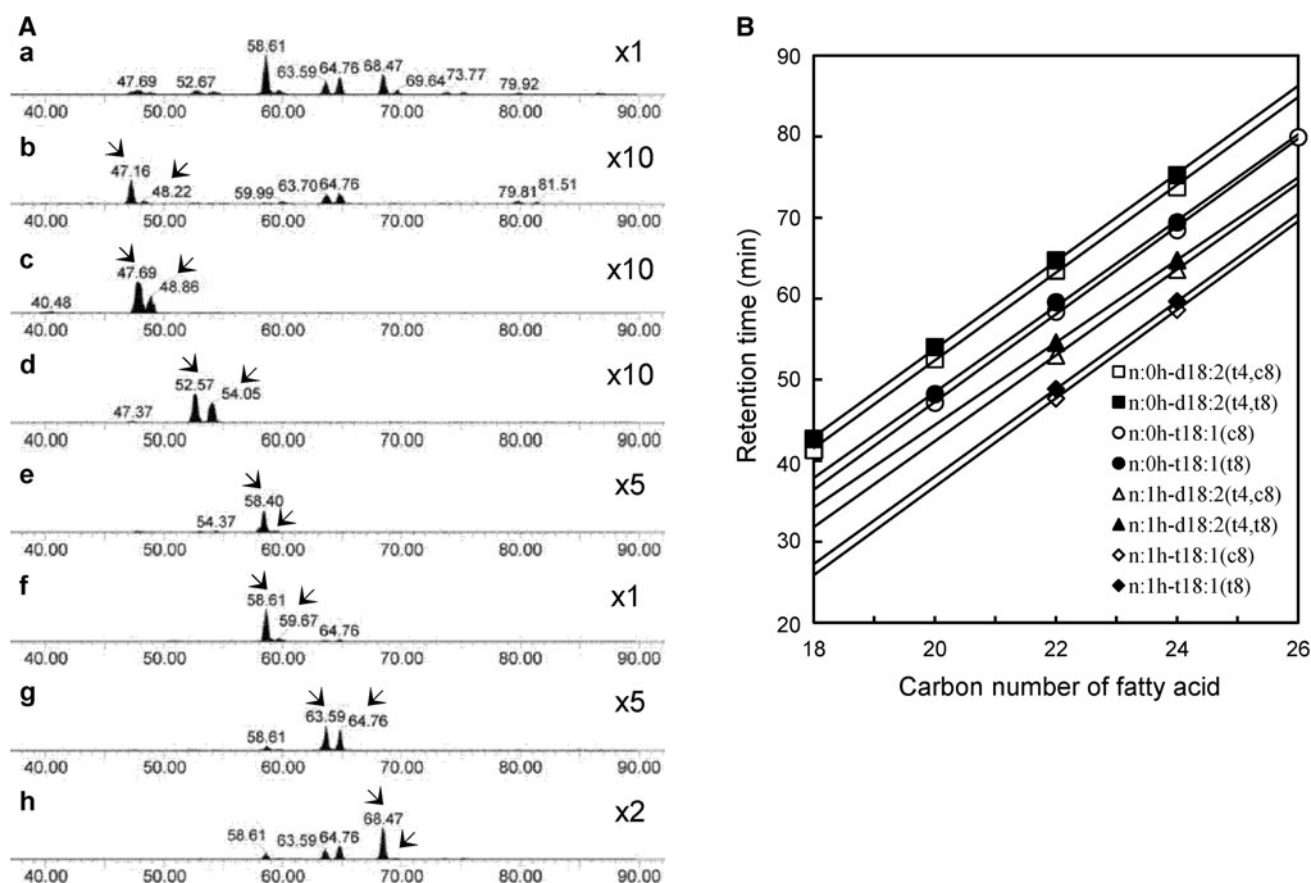 A
a
x1
58.61
47.69 52.67 63.59 64.76 68.47 69.64 73.77 79.92
40.00 50.00 60.00 70.00 80.00 90.00
b
x10
47.16 48.22 59.99 63.70 64.76 79.81 81.51
40.00 50.00 60.00 70.00 80.00 90.00
c
x10
40.48 47.69 48.86
40.00 50.00 60.00 70.00 80.00 90.00
d
x10
47.37 52.57 54.05
40.00 50.00 60.00 70.00 80.00 90.00
e
x5
54.37 58.40
40.00 50.00 60.00 70.00 80.00 90.00
f
x1
58.61 59.67 64.76
40.00 50.00 60.00 70.00 80.00 90.00
g
x5
58.61 63.59 64.76
40.00 50.00 60.00 70.00 80.00 90.00
h
x2
58.61 63.59 64.76 68.47
40.00 50.00 60.00 70.00 80.00 90.00
B
90
80
70
60
50
40
30
20
Retention time (min)
n:0h-d18:2(t4,c8)
n:0h-d18:2(t4,t8)
n:0h-t18:1(c8)
n:0h-t18:1(t8)
n:1h-d18:2(t4,c8)
n:1h-d18:2(t4,t8)
n:1h-t18:1(c8)
n:1h-t18:1(t8)
18 20 22 24 26
Carbon number of fatty acid